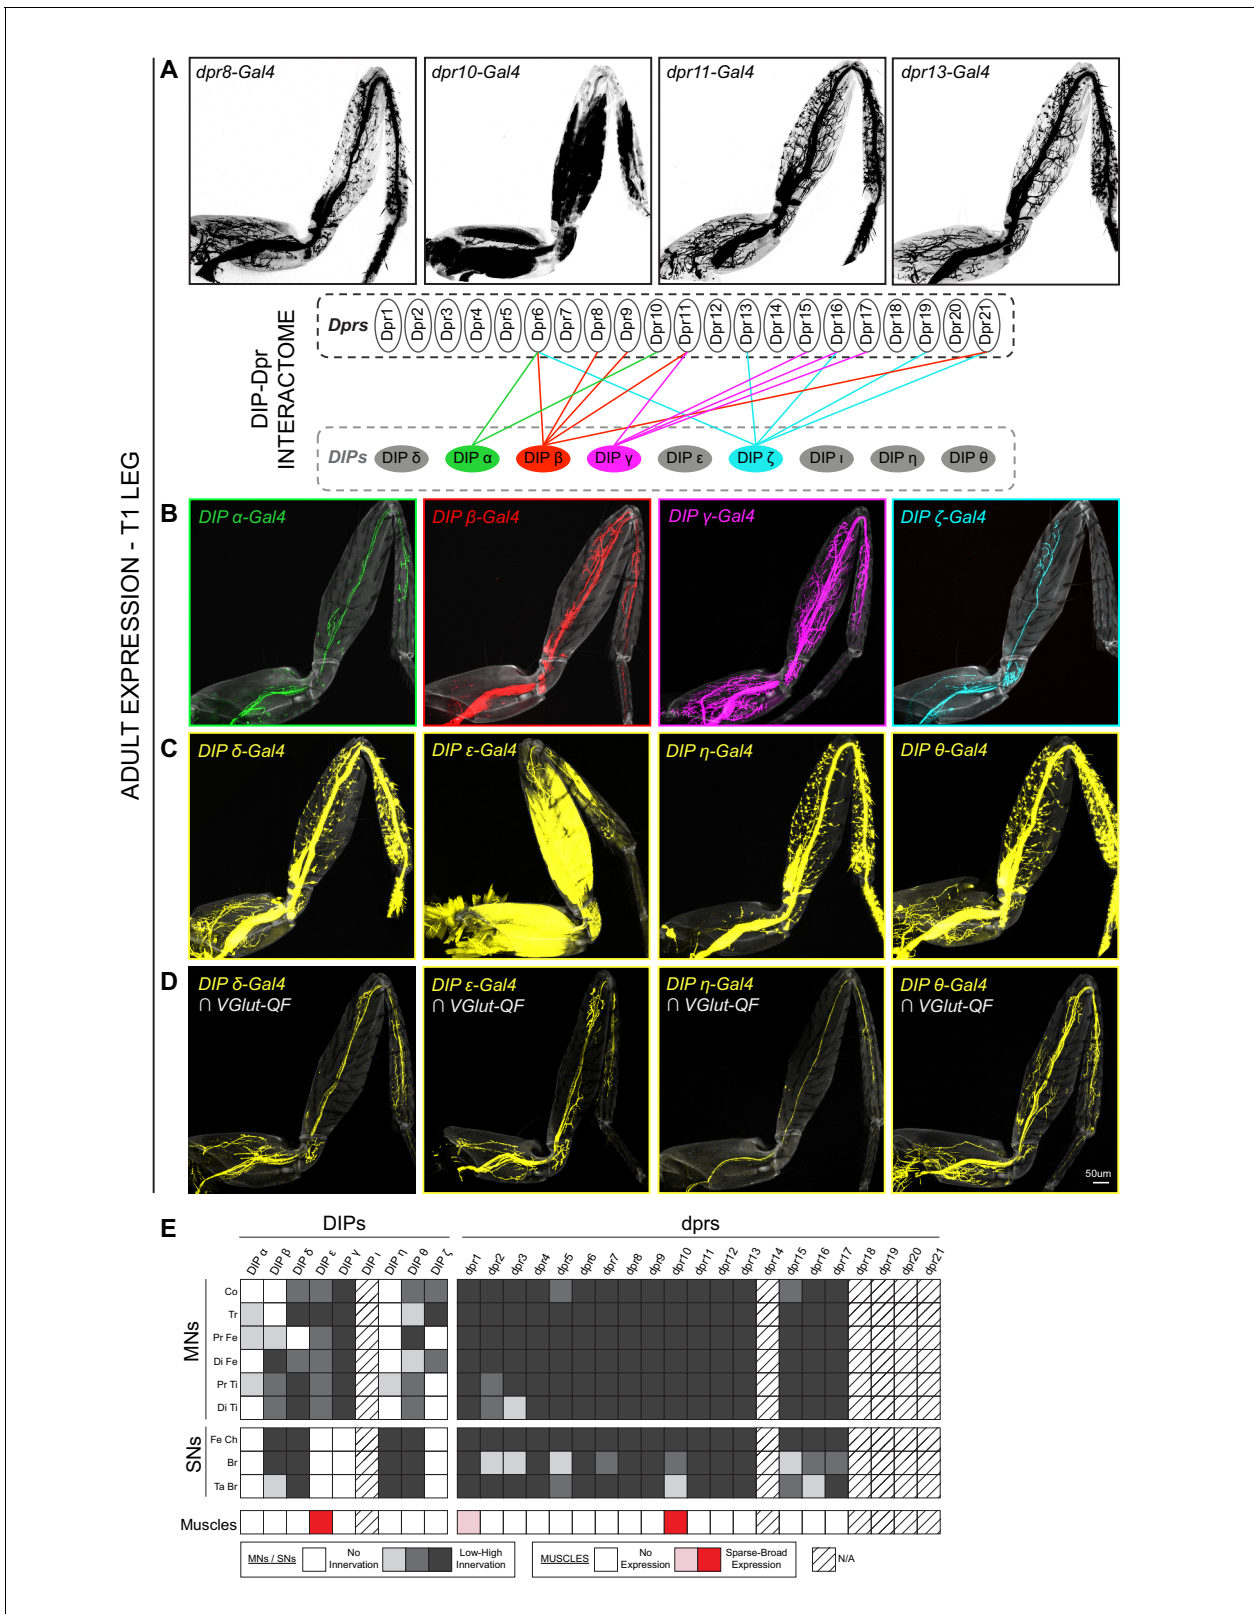 A
dpr8-Gal4
dpr10-Gal4
dpr11-Gal4
dpr13-Gal4
ADULT EXPRESSION - T1 LEG
DIP-Dpr
INTERACTOME
Dprs
Dpr1
Dpr2
Dpr3
Dpr4
Dpr5
Dpr6
Dpr7
Dpr8
Dpr9
Dpr10
Dpr11
Dpr12
Dpr13
Dpr14
Dpr15
Dpr16
Dpr17
Dpr18
Dpr19
Dpr20
Dpr21
DIPs
DIP δ
DIP α
DIP β
DIP γ
DIP ε
DIP ζ
DIP ι
DIP η
DIP θ
B
DIP α-Gal4
DIP β-Gal4
DIP γ-Gal4
DIP ζ-Gal4
C
DIP δ-Gal4
DIP ε-Gal4
DIP η-Gal4
DIP θ-Gal4
D
DIP δ-Gal4
∩ VGlut-QF
DIP ε-Gal4
∩ VGlut-QF
DIP η-Gal4
∩ VGlut-QF
DIP θ-Gal4
∩ VGlut-QF
50um
E
DIPs
dprs
DIP α
DIP β
DIP δ
DIP ε
DIP γ
DIP ι
DIP η
DIP θ
DIP ζ
dpr1
dpr2
dpr3
dpr4
dpr5
dpr6
dpr7
dpr8
dpr9
dpr10
dpr11
dpr12
dpr13
dpr14
dpr15
dpr16
dpr17
dpr18
dpr19
dpr20
dpr21
MNs
Co
Tr
Pr Fe
Di Fe
Pr Ti
Di Ti
SNs
Fe Ch
Br
Ta Br
Muscles
MNs / SNs
No
Innervation
Low-High
Innervation
MUSCLES
No
Expression
Sparse-Broad
Expression
N/A